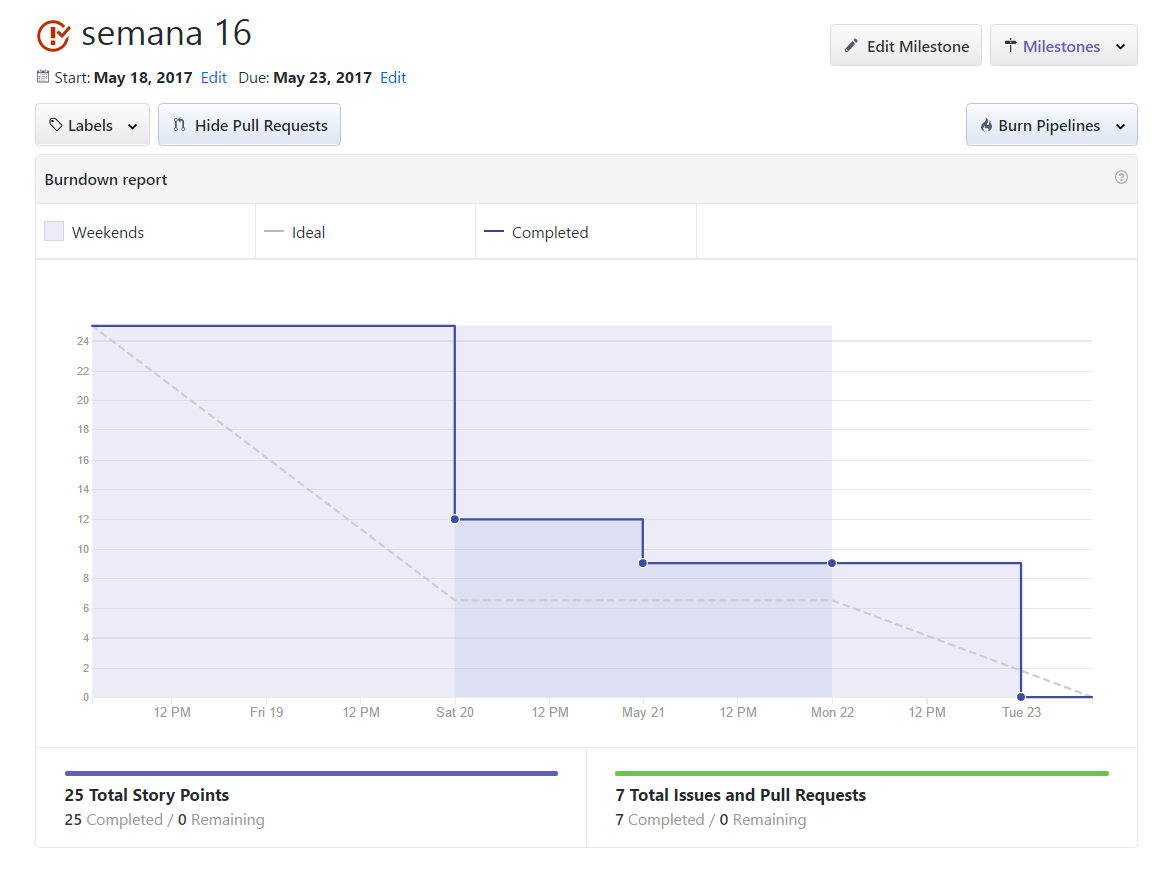 semana 16
Edit Milestone
Milestones
Start: May 18, 2017 Edit Due: May 23, 2017 Edit
Labels
Hide Pull Requests
Burn Pipelines
Burndown report
Weekends
Ideal
Completed
24
22
20
18
16
14
12
10
8
6
4
2
0
12 PM Fri 19 12 PM Sat 20 12 PM May 21 12 PM Mon 22 12 PM Tue 23
25 Total Story Points
25 Completed / 0 Remaining
7 Total Issues and Pull Requests
7 Completed / 0 Remaining